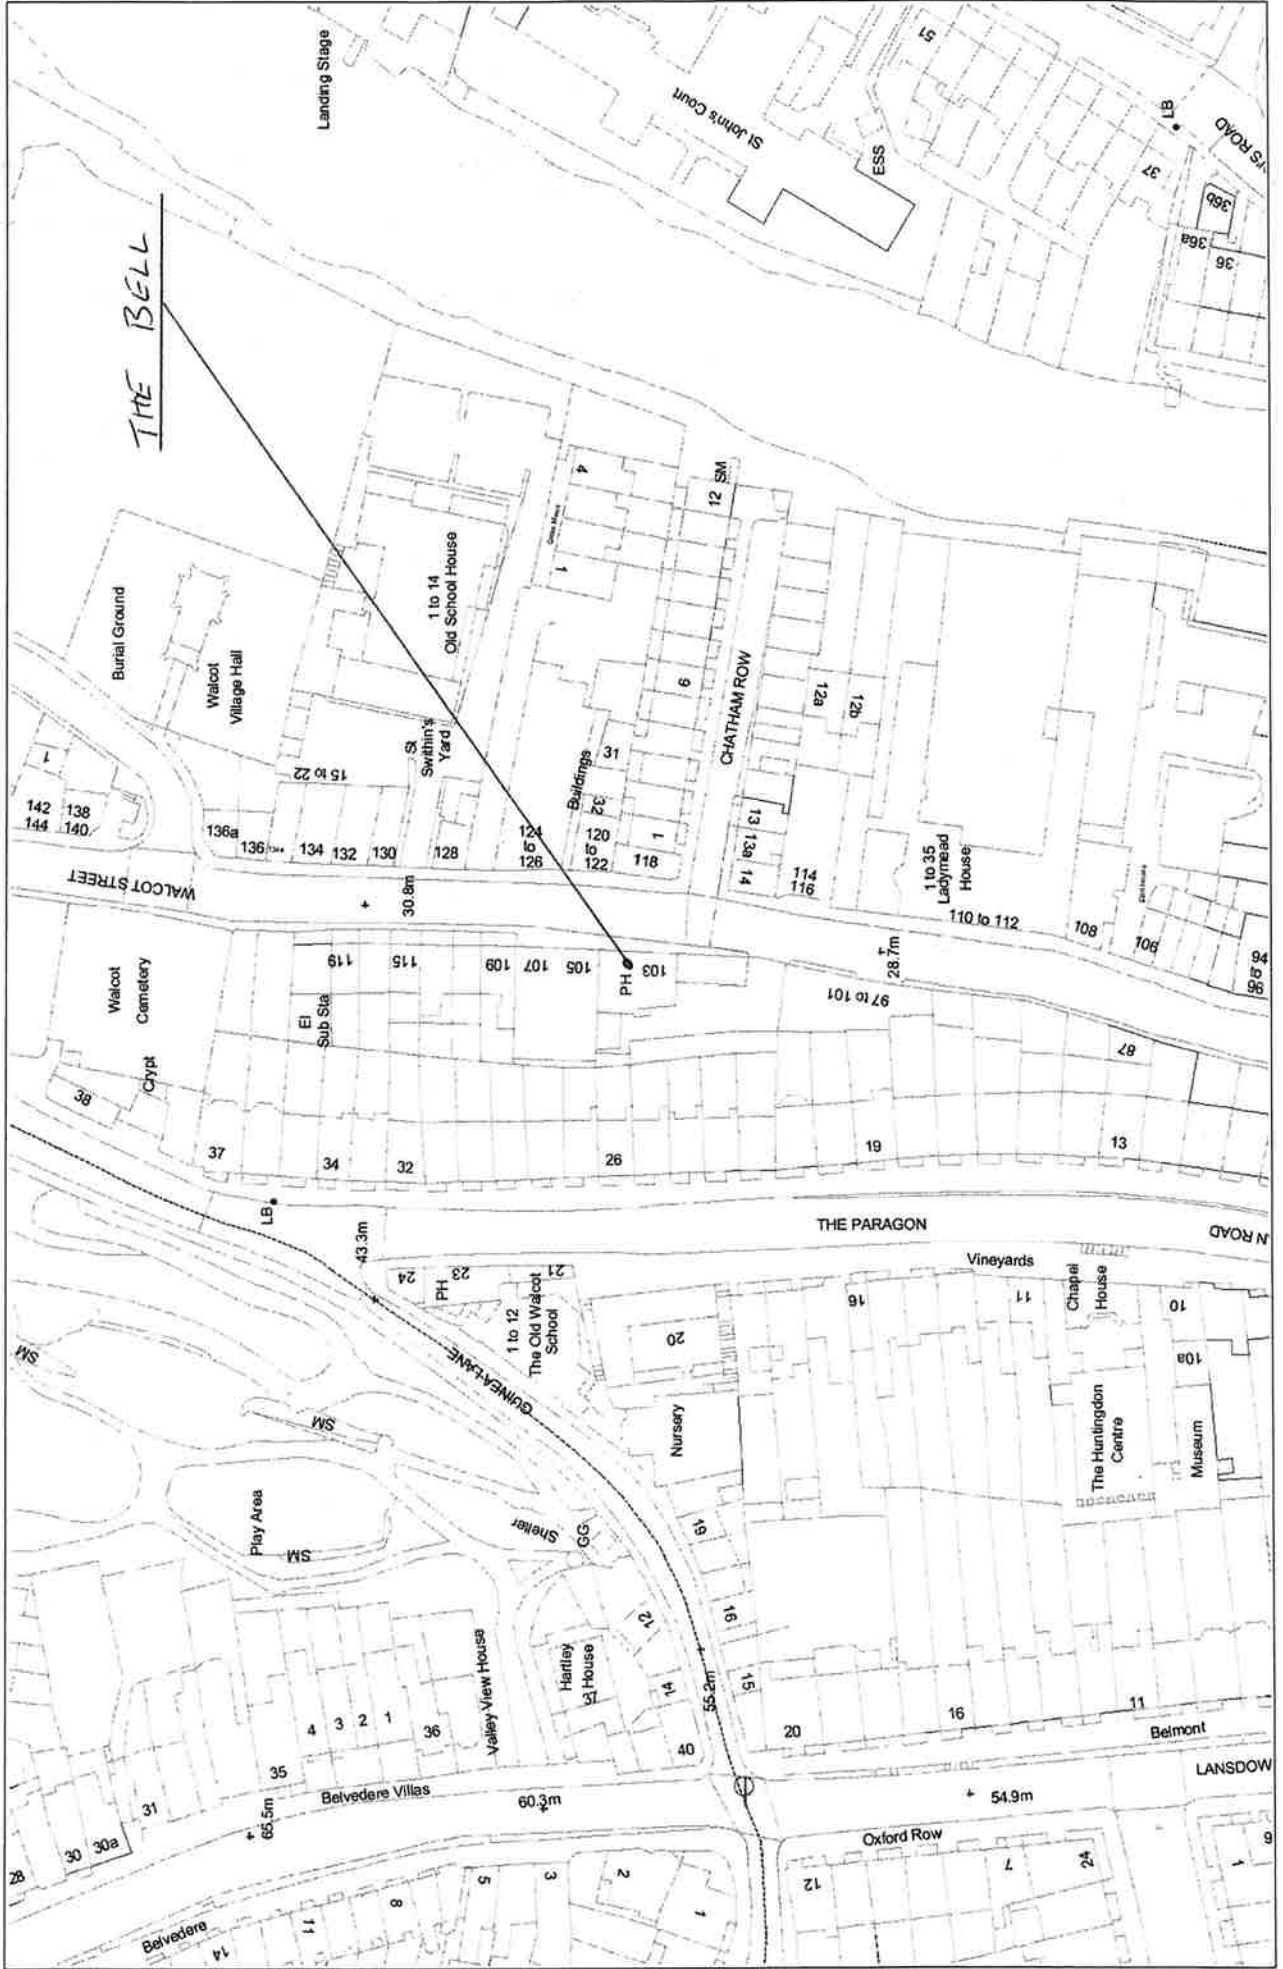 Landing Stage
51
St John's Court
LB
Y'S ROAD
ESS
37
36b
36a
36
THE BELL
Burial Ground
Walcot
Village Hall
1 to 14
Old School House
4
1
12
SM
1
142
144
138
140
136a
136
134
132
130
15 to 22
St
Swithin's
Yard
128
124
to
126
Buildings
31
32
120
to
122
118
1
9
CHATHAM ROW
12a
12b
13
13a
14
114
116
1 to 35
Ladymead
House
110 to 112
108
106
94
to
96
WALCOT STREET
30.8m
28.7m
Walcot
Cemetery
Crypt
38
El
Sub Sta
119
115
109
107
105
103
PH
97 to 101
87
37
34
32
26
19
13
LB
43.3m
THE PARAGON
N ROAD
Vineyards
24
23
PH
21
1 to 12
The Old Walcot
School
20
16
11
Chapel
House
10
10a
GUINEA LANE
SM
SM
Nursery
The Huntingdon
Centre
Museum
Play Area
SM
Shelter
GG
19
16
15
12
14
Hartley
House
37
55.2m
Valley View House
4
3
2
1
36
35
40
20
16
11
Belmont
LANSDOW
31
30
30a
28
65.5m
Belvedere Villas
60.3m
54.9m
Oxford Row
Belvedere
14
11
8
5
3
2
1
12
7
24
1
9